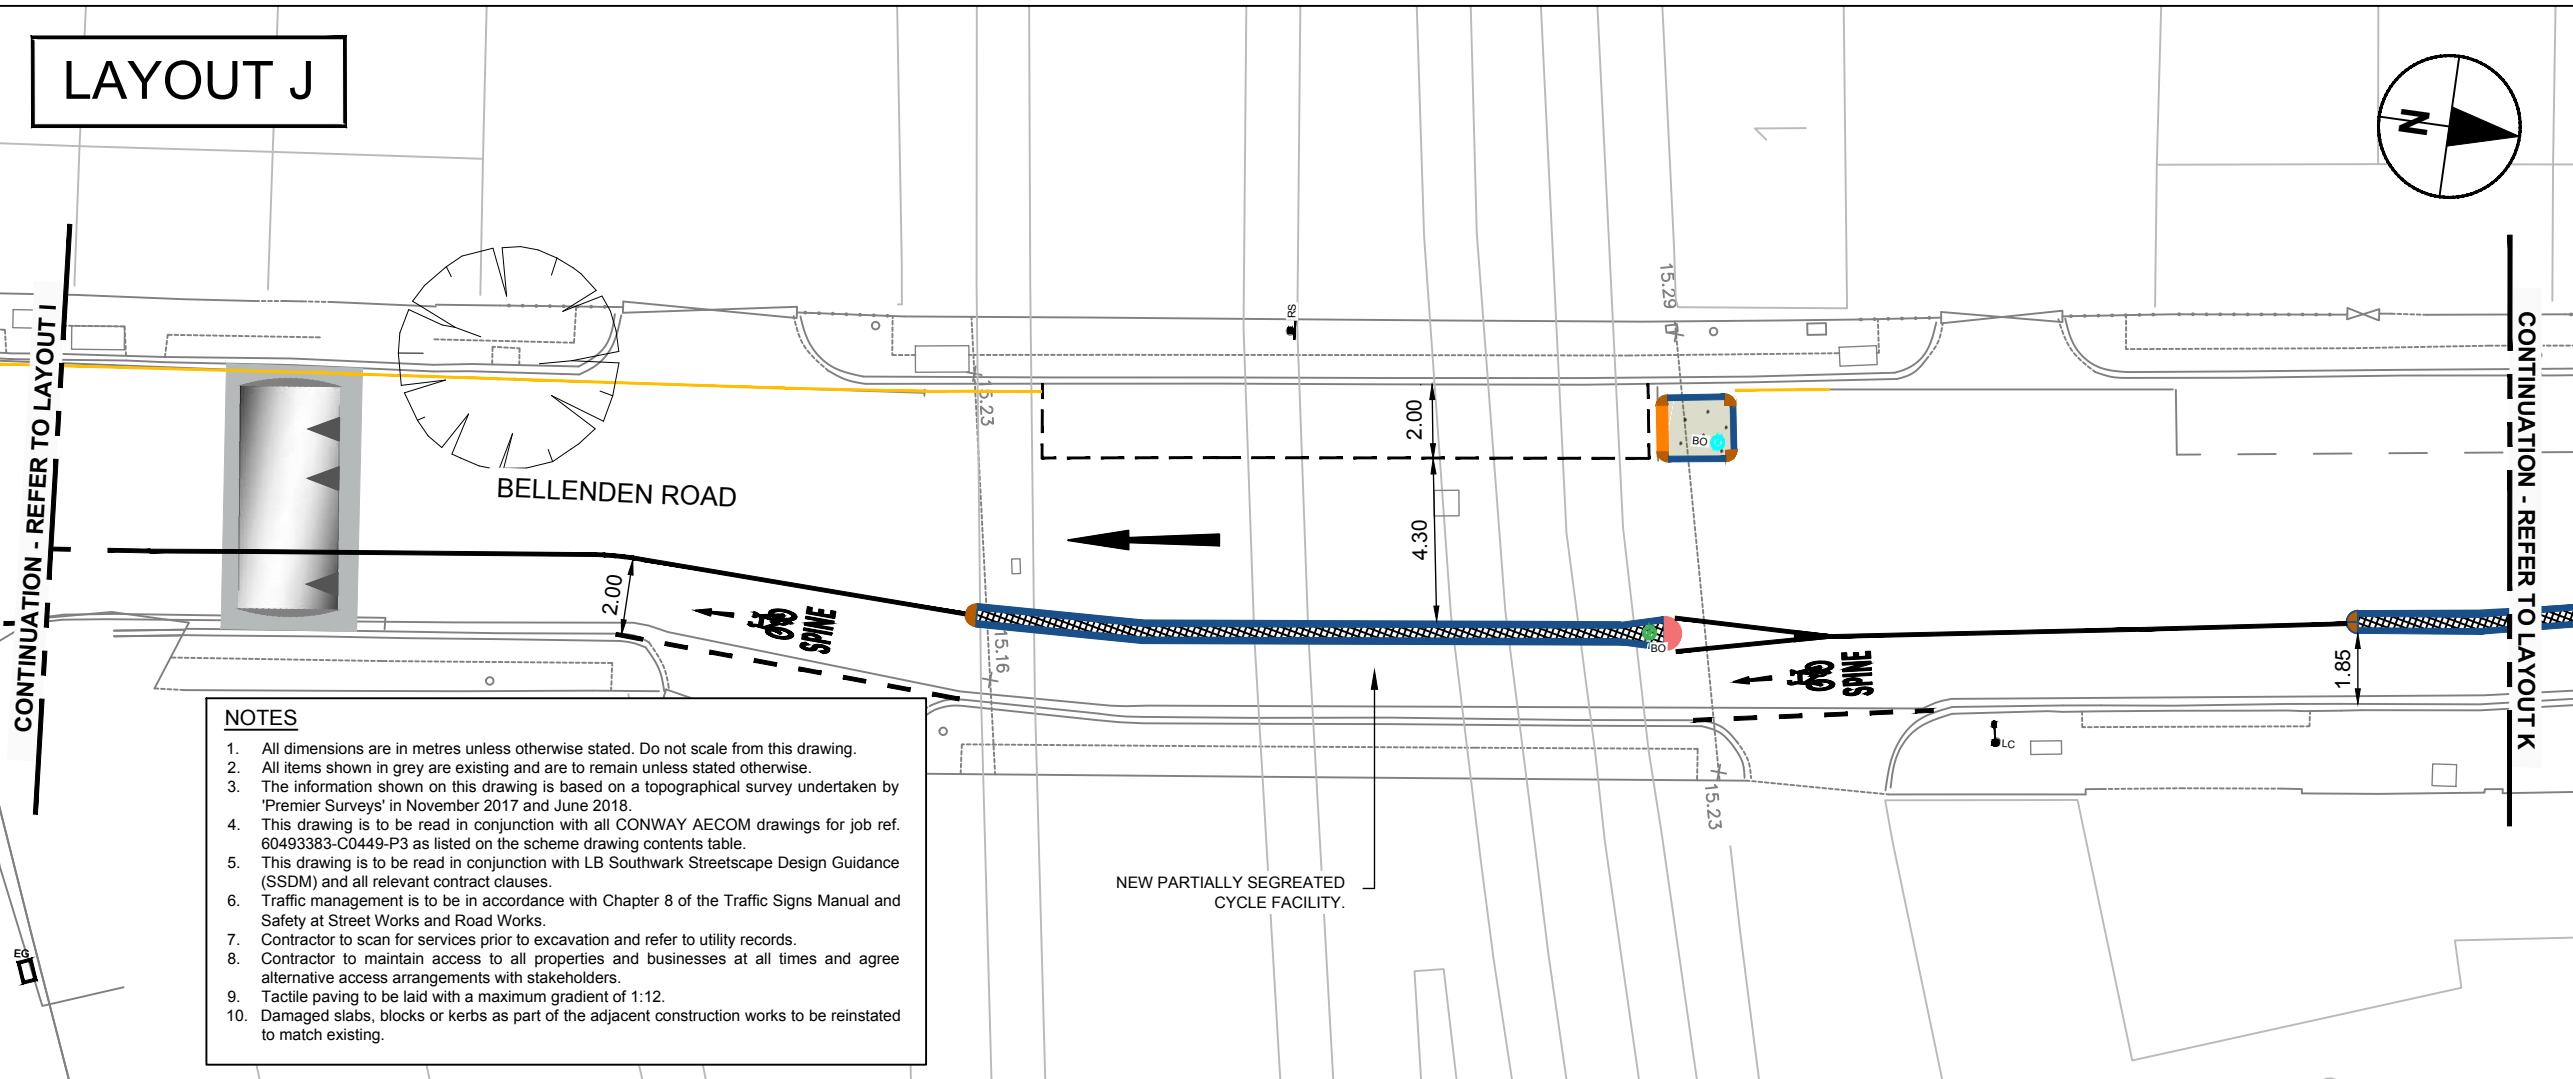 LAYOUT J
N
CONTINUATION - REFER TO LAYOUT I
CONTINUATION - REFER TO LAYOUT K
BELLENDEN ROAD
RS
15.29
15.23
2.00
BO
4.30
2.00
SPINE
15.16
BO
SPINE
1.85
LC
15.23
1
EG
NEW PARTIALLY SEGREATED
CYCLE FACILITY.
NOTES
1. All dimensions are in metres unless otherwise stated. Do not scale from this drawing.
2. All items shown in grey are existing and are to remain unless stated otherwise.
3. The information shown on this drawing is based on a topographical survey undertaken by
'Premier Surveys' in November 2017 and June 2018.
4. This drawing is to be read in conjunction with all CONWAY AECOM drawings for job ref.
60493383-C0449-P3 as listed on the scheme drawing contents table.
5. This drawing is to be read in conjunction with LB Southwark Streetscape Design Guidance
(SSDM) and all relevant contract clauses.
6. Traffic management is to be in accordance with Chapter 8 of the Traffic Signs Manual and
Safety at Street Works and Road Works.
7. Contractor to scan for services prior to excavation and refer to utility records.
8. Contractor to maintain access to all properties and businesses at all times and agree
alternative access arrangements with stakeholders.
9. Tactile paving to be laid with a maximum gradient of 1:12.
10. Damaged slabs, blocks or kerbs as part of the adjacent construction works to be reinstated
to match existing.